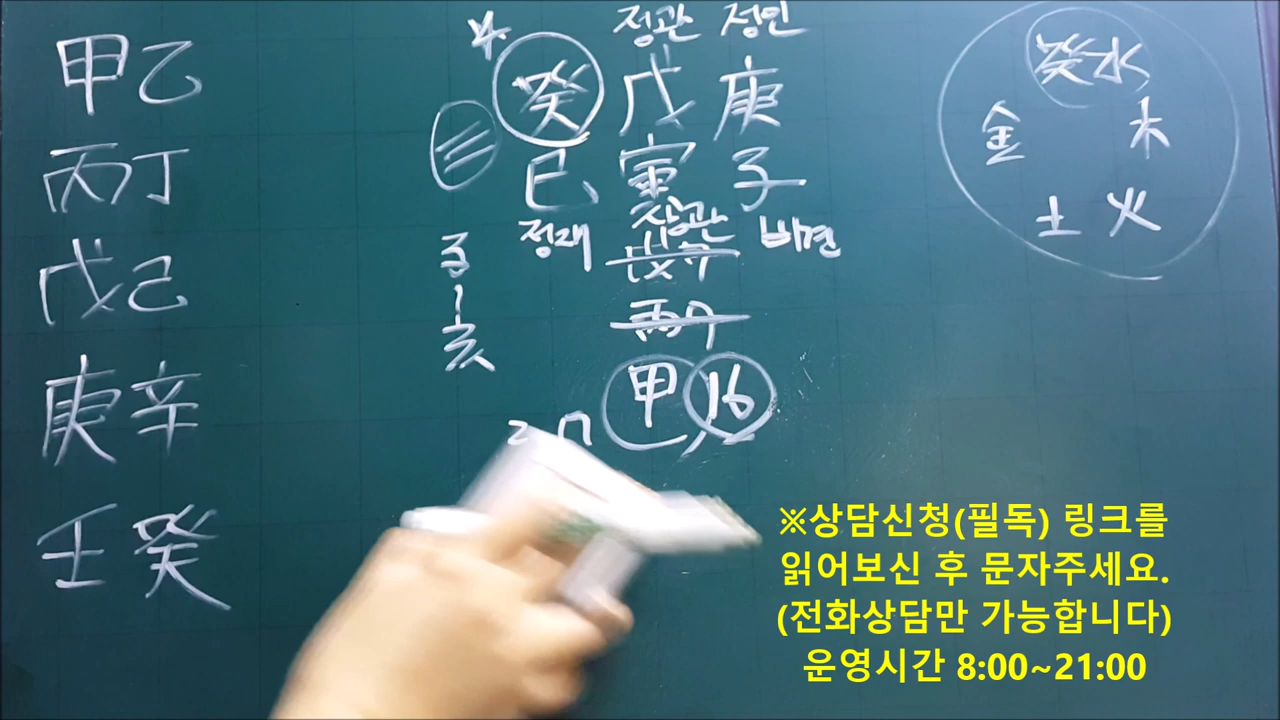 甲乙
丙丁
戊己
庚辛
壬癸
정관 정인
癸戊庚
巳寅子
정재 상관 비견
子
亥
甲 16
癸水
金 木
土 火
※상담신청(필독) 링크를
읽어보신 후 문자주세요.
(전화상담만 가능합니다)
운영시간 8:00~21:00